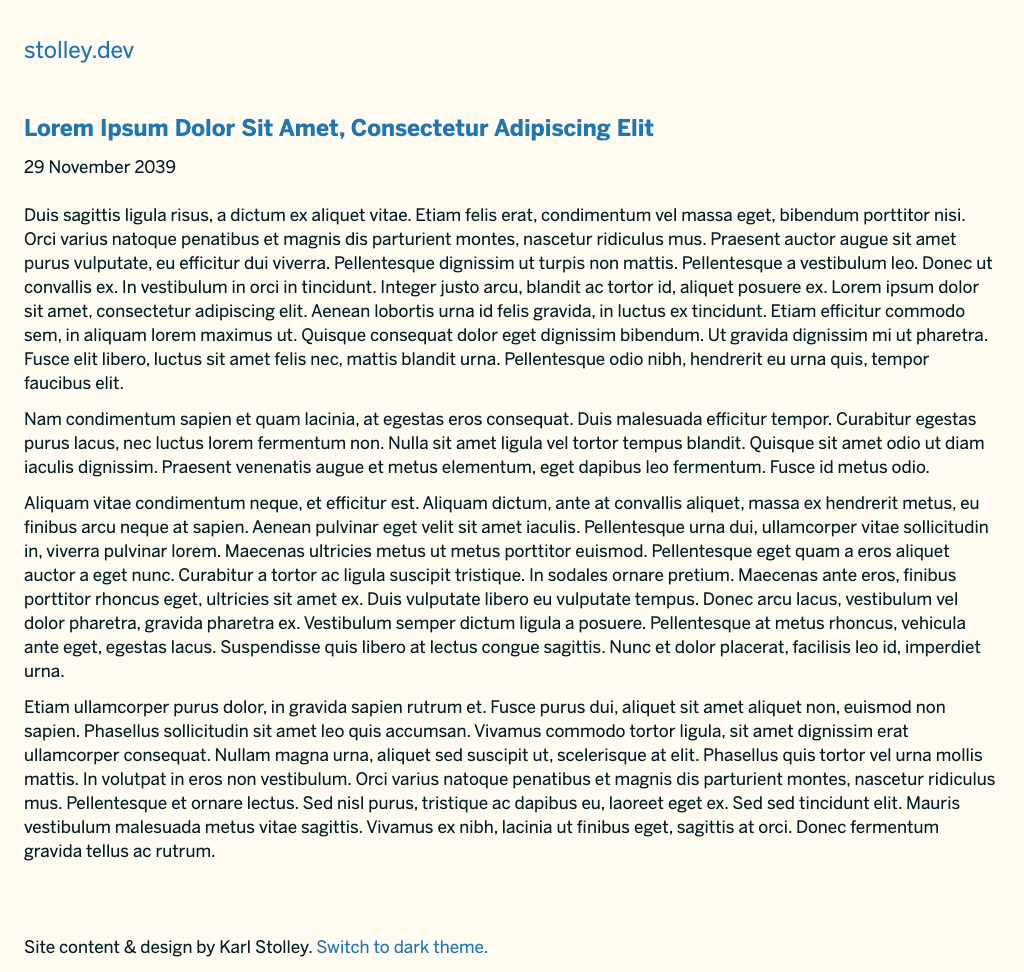 stolley.dev
Lorem Ipsum Dolor Sit Amet, Consectetur Adipiscing Elit
29 November 2039
Duis sagittis ligula risus, a dictum ex aliquet vitae. Etiam felis erat, condimentum vel massa eget, bibendum porttitor nisi.
Orci varius natoque penatibus et magnis dis parturient montes, nascetur ridiculus mus. Praesent auctor augue sit amet
purus vulputate, eu efficitur dui viverra. Pellentesque dignissim ut turpis non mattis. Pellentesque a vestibulum leo. Donec ut
convallis ex. In vestibulum in orci in tincidunt. Integer justo arcu, blandit ac tortor id, aliquet posuere ex. Lorem ipsum dolor
sit amet, consectetur adipiscing elit. Aenean lobortis urna id felis gravida, in luctus ex tincidunt. Etiam efficitur commodo
sem, in aliquam lorem maximus ut. Quisque consequat dolor eget dignissim bibendum. Ut gravida dignissim mi ut pharetra.
Fusce elit libero, luctus sit amet felis nec, mattis blandit urna. Pellentesque odio nibh, hendrerit eu urna quis, tempor
faucibus elit.
Nam condimentum sapien et quam lacinia, at egestas eros consequat. Duis malesuada efficitur tempor. Curabitur egestas
purus lacus, nec luctus lorem fermentum non. Nulla sit amet ligula vel tortor tempus blandit. Quisque sit amet odio ut diam
iaculis dignissim. Praesent venenatis augue et metus elementum, eget dapibus leo fermentum. Fusce id metus odio.
Aliquam vitae condimentum neque, et efficitur est. Aliquam dictum, ante at convallis aliquet, massa ex hendrerit metus, eu
finibus arcu neque at sapien. Aenean pulvinar eget velit sit amet iaculis. Pellentesque urna dui, ullamcorper vitae sollicitudin
in, viverra pulvinar lorem. Maecenas ultricies metus ut metus porttitor euismod. Pellentesque eget quam a eros aliquet
auctor a eget nunc. Curabitur a tortor ac ligula suscipit tristique. In sodales ornare pretium. Maecenas ante eros, finibus
porttitor rhoncus eget, ultricies sit amet ex. Duis vulputate libero eu vulputate tempus. Donec arcu lacus, vestibulum vel
dolor pharetra, gravida pharetra ex. Vestibulum semper dictum ligula a posuere. Pellentesque at metus rhoncus, vehicula
ante eget, egestas lacus. Suspendisse quis libero at lectus congue sagittis. Nunc et dolor placerat, facilisis leo id, imperdiet
urna.
Etiam ullamcorper purus dolor, in gravida sapien rutrum et. Fusce purus dui, aliquet sit amet aliquet non, euismod non
sapien. Phasellus sollicitudin sit amet leo quis accumsan. Vivamus commodo tortor ligula, sit amet dignissim erat
ullamcorper consequat. Nullam magna urna, aliquet sed suscipit ut, scelerisque at elit. Phasellus quis tortor vel urna mollis
mattis. In volutpat in eros non vestibulum. Orci varius natoque penatibus et magnis dis parturient montes, nascetur ridiculus
mus. Pellentesque et ornare lectus. Sed nisl purus, tristique ac dapibus eu, laoreet eget ex. Sed sed tincidunt elit. Mauris
vestibulum malesuada metus vitae sagittis. Vivamus ex nibh, lacinia ut finibus eget, sagittis at orci. Donec fermentum
gravida tellus ac rutrum.
Site content & design by Karl Stolley. Switch to dark theme.